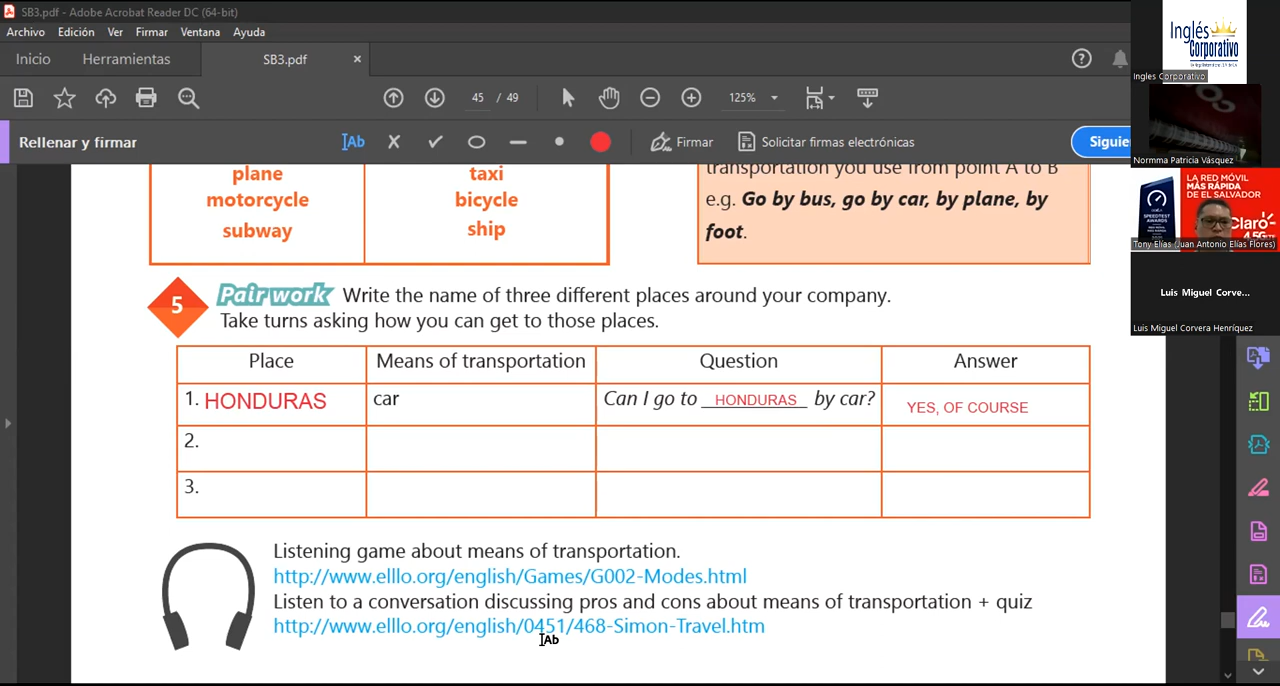 SB3.pdf - Adobe Acrobat Reader DC (64-bit)
Archivo Edición Ver Firmar Ventana Ayuda
Inicio Herramientas SB3.pdf ×
45 / 49 125%
Rellenar y firmar Ab Firmar Solicitar firmas electrónicas Siguie
plane taxi
motorcycle bicycle
subway ship
transportation you use from point A to B
e.g. Go by bus, go by car, by plane, by
foot.
5 Pair work Write the name of three different places around your company.
Take turns asking how you can get to those places.
Place Means of transportation Question Answer
1. HONDURAS car Can I go to HONDURAS by car? YES, OF COURSE
2.
3.
Listening game about means of transportation.
http://www.elllo.org/english/Games/G002-Modes.html
Listen to a conversation discussing pros and cons about means of transportation + quiz
http://www.elllo.org/english/0451/468-Simon-Travel.htm
Ab
Inglés
Corporativo
Ingles Corporativo
Normma Patricia Vásquez
LA RED MÓVIL
MÁS RÁPIDA
DE EL SALVADOR
SPEEDTEST
AWARDS
Claro
4.5G
Tony Elías (Juan Antonio Elías Flores)
Luis Miguel Corve...
Luis Miguel Corvera Henríquez